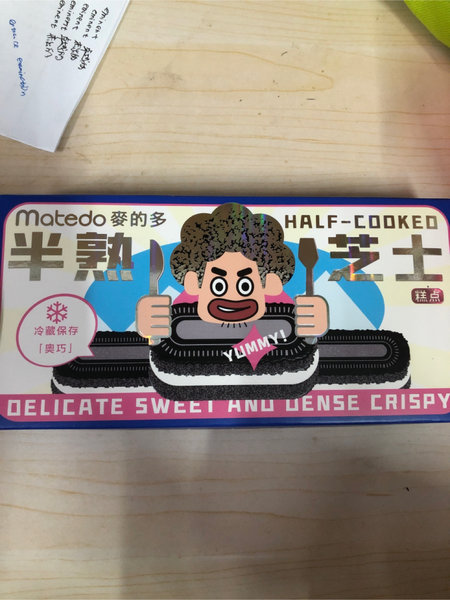 matedo 麥的多
HALF-COOKED
半熟芝士
糕点
冷藏保存
「奥巧」
YUMMY!
DELICATE SWEET AND DENSE CRISPY